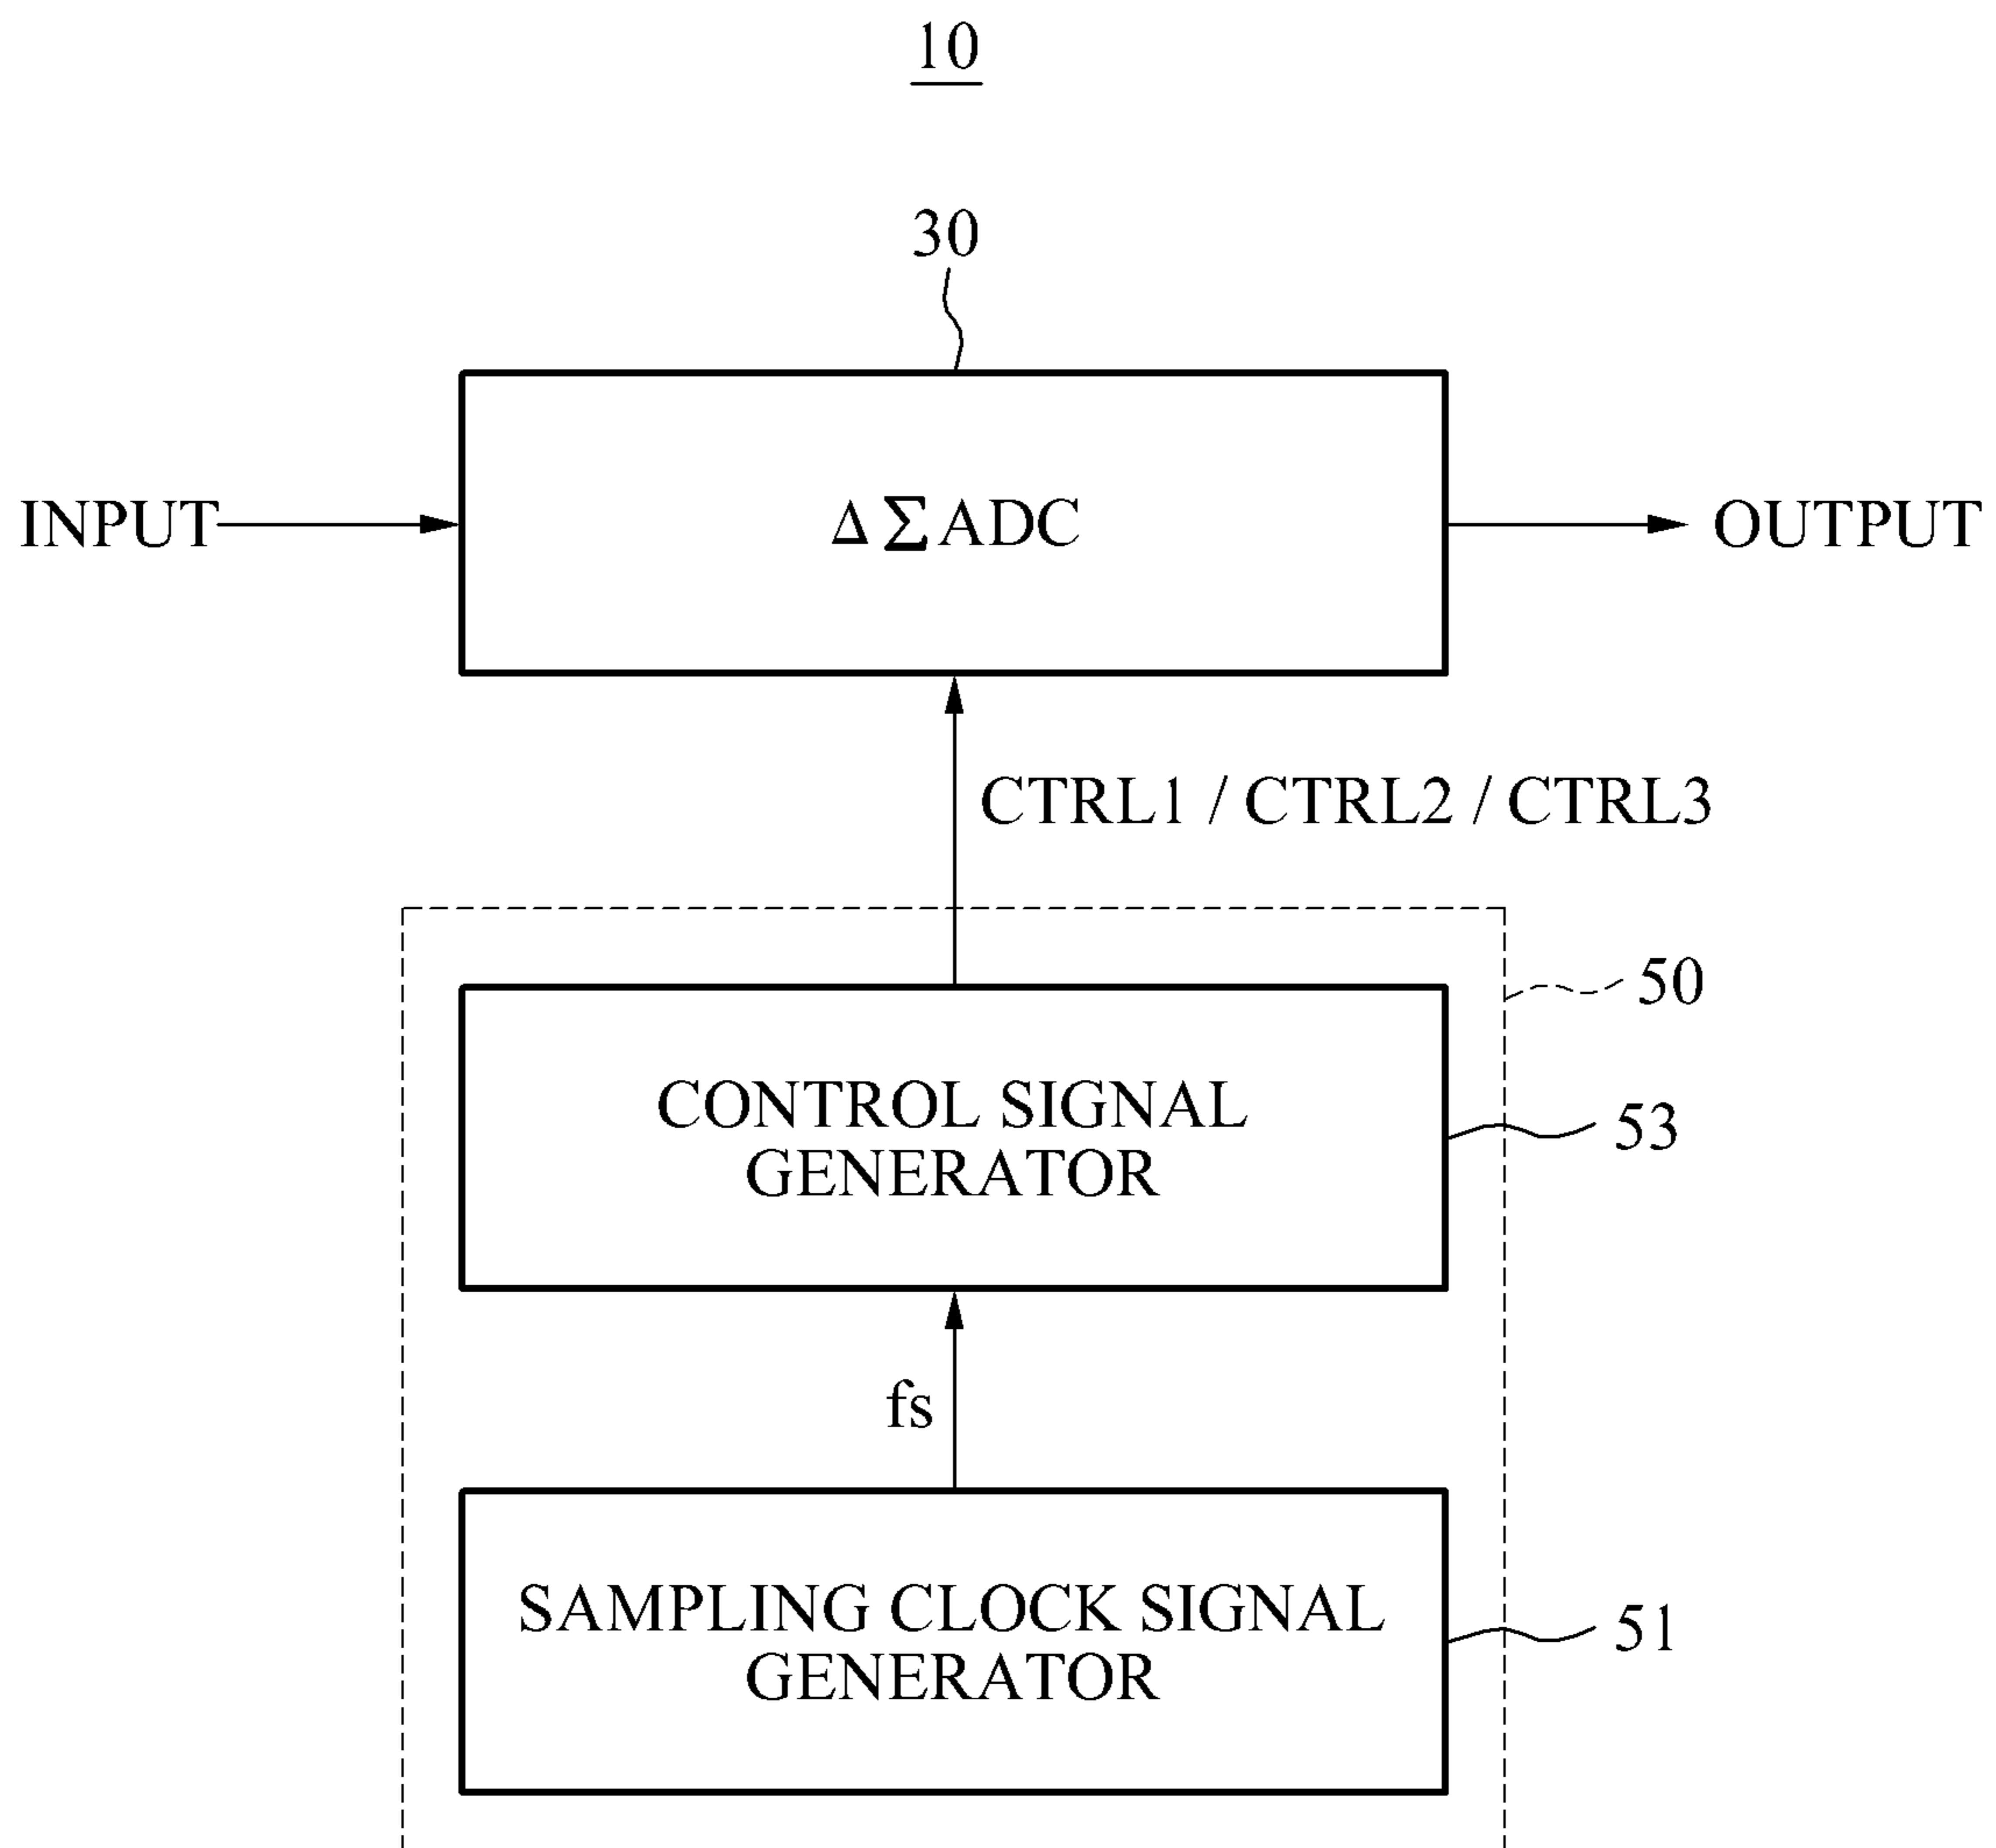 10
30
INPUT
ΔΣADC
OUTPUT
CTRL1 / CTRL2 / CTRL3
50
CONTROL SIGNAL
GENERATOR
53
fs
SAMPLING CLOCK SIGNAL
GENERATOR
51